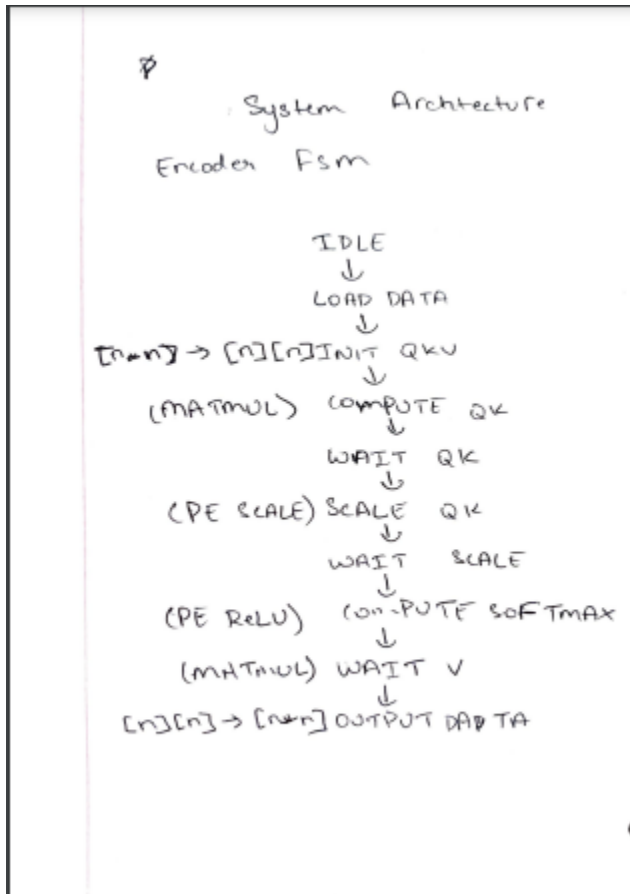 System Archtecture
Encoder FSM
IDLE
↓
LOAD DATA
↓
[n*n] → [n][n] INIT QKV
↓
(MATMUL) COMPUTE QK
↓
WAIT QK
↓
(PE SCALE) SCALE QK
↓
WAIT SCALE
↓
(PE ReLU) COMPUTE SOFTMAX
↓
(MATMUL) WAIT V
↓
[n][n] → [n*n] OUTPUT DATA